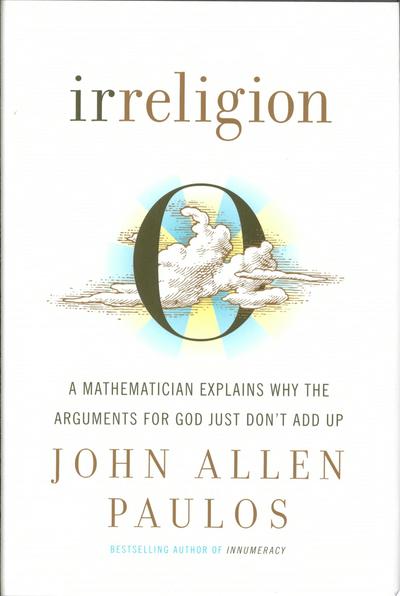 irreligion
0
A MATHEMATICIAN EXPLAINS WHY THE
ARGUMENTS FOR GOD JUST DON'T ADD UP
JOHN ALLEN
PAULOS
BESTSELLING AUTHOR OF INNUMERACY